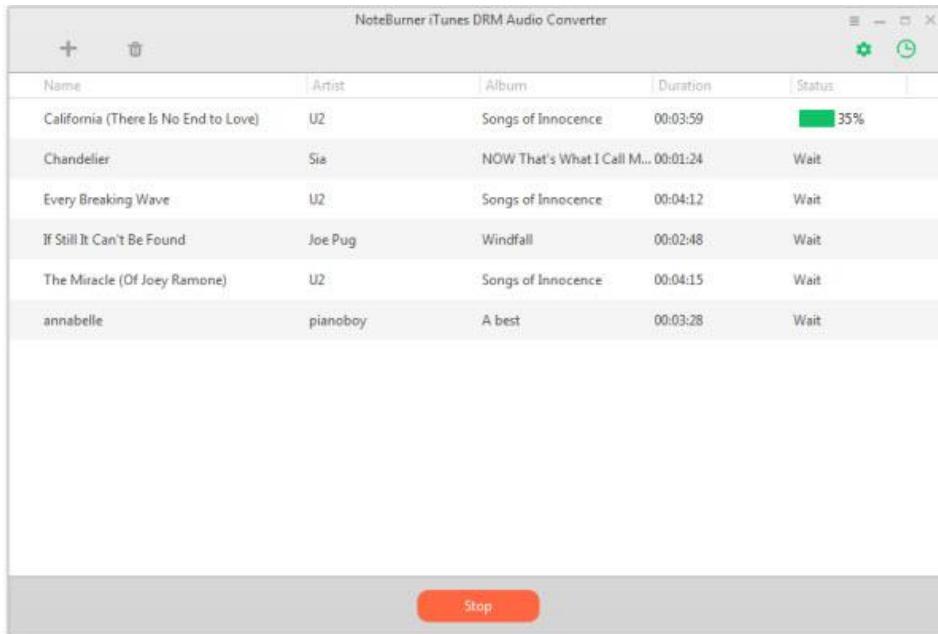 NoteBurner iTunes DRM Audio Converter
Name Artist Album Duration Status
California (There Is No End to Love) U2 Songs of Innocence 00:03:59 35%
Chandelier Sia NOW That's What I Call M... 00:01:24 Wait
Every Breaking Wave U2 Songs of Innocence 00:04:12 Wait
If Still It Can't Be Found Joe Pug Windfall 00:02:48 Wait
The Miracle (Of Joey Ramone) U2 Songs of Innocence 00:04:15 Wait
annabelle pianoboy A best 00:03:28 Wait
Stop